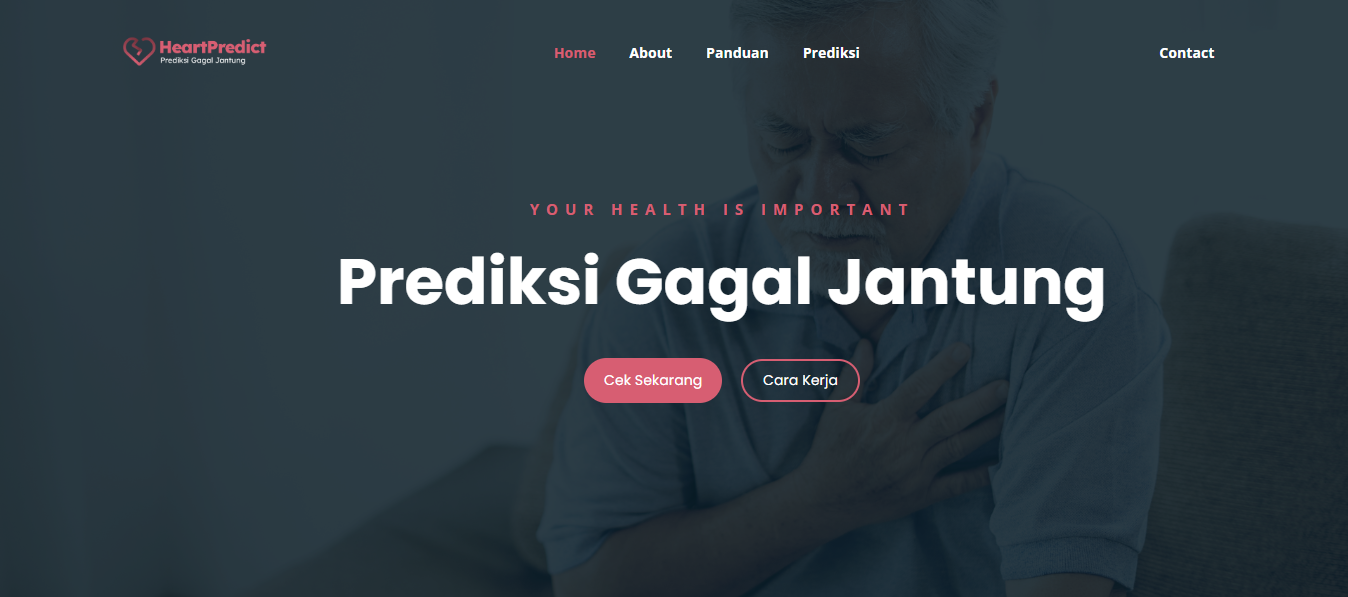 HeartPredict
Prediksi Gagal Jantung
Home About Panduan Prediksi Contact
YOUR HEALTH IS IMPORTANT
Prediksi Gagal Jantung
Cek Sekarang Cara Kerja